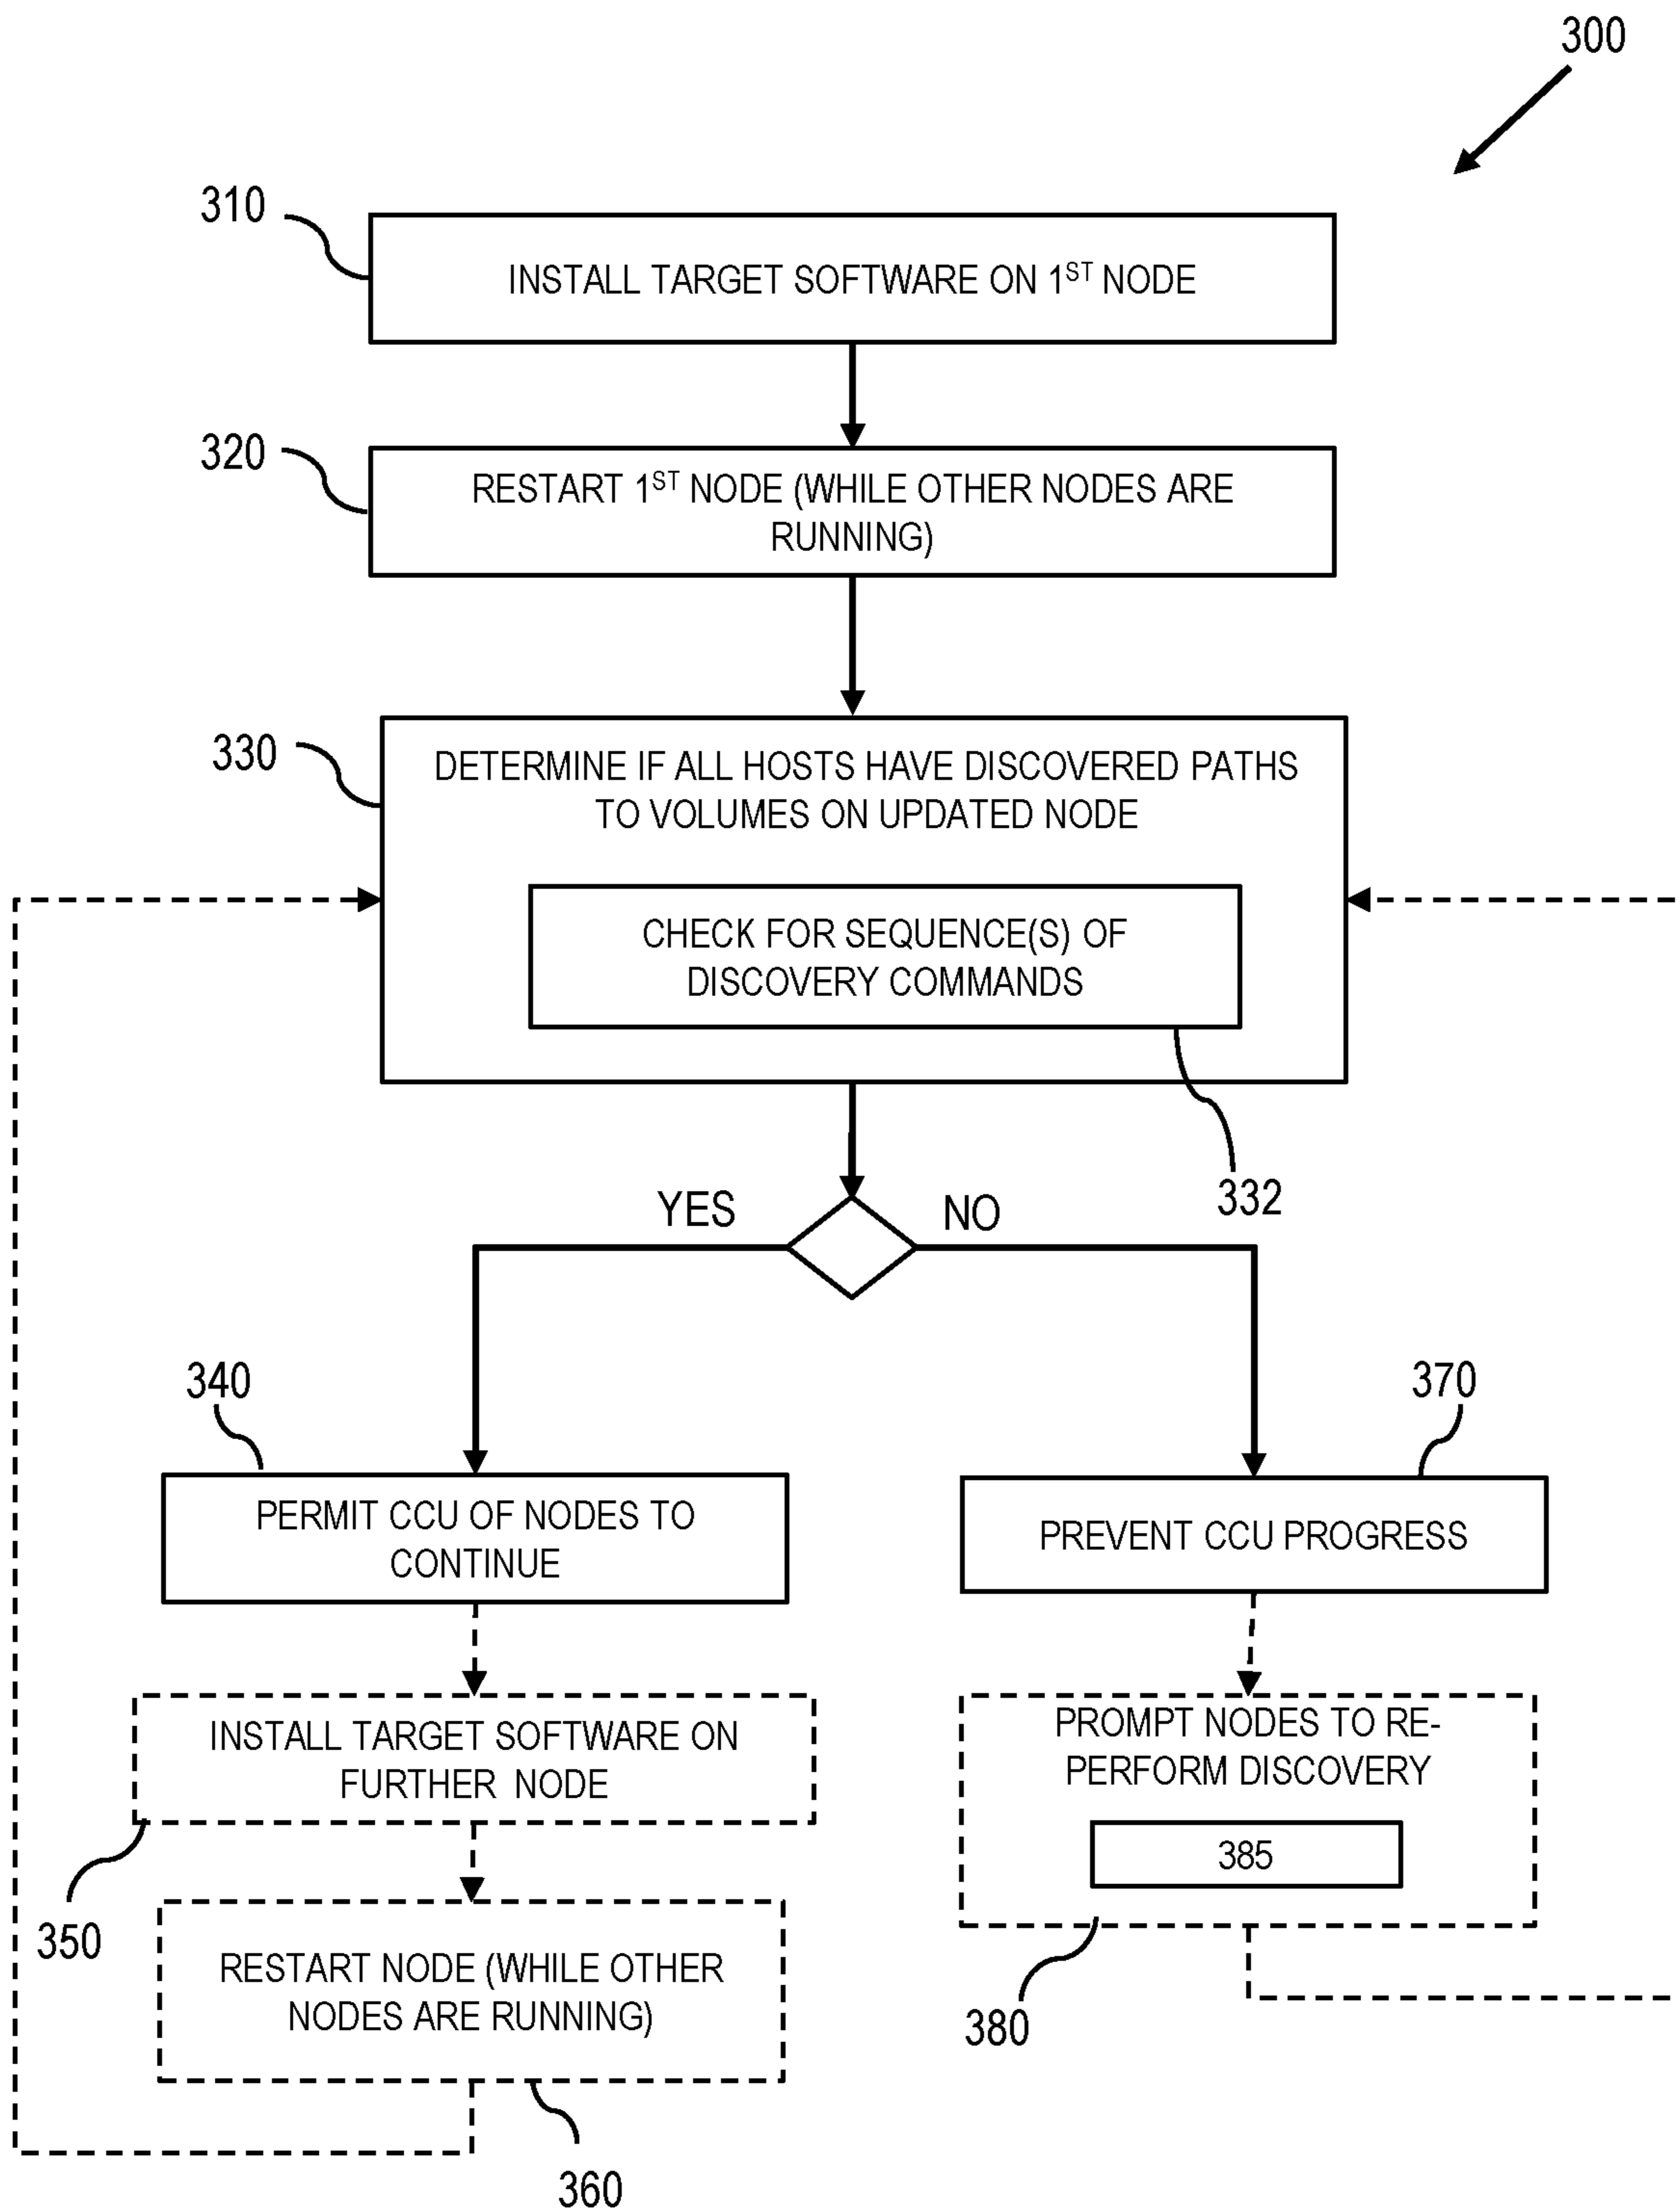 300
310
INSTALL TARGET SOFTWARE ON 1ST NODE
320
RESTART 1ST NODE (WHILE OTHER NODES ARE
RUNNING)
330
DETERMINE IF ALL HOSTS HAVE DISCOVERED PATHS
TO VOLUMES ON UPDATED NODE
CHECK FOR SEQUENCE(S) OF
DISCOVERY COMMANDS
332
YES
NO
340
370
PERMIT CCU OF NODES TO
CONTINUE
PREVENT CCU PROGRESS
INSTALL TARGET SOFTWARE ON
FURTHER NODE
350
PROMPT NODES TO RE-
PERFORM DISCOVERY
385
380
RESTART NODE (WHILE OTHER
NODES ARE RUNNING)
360